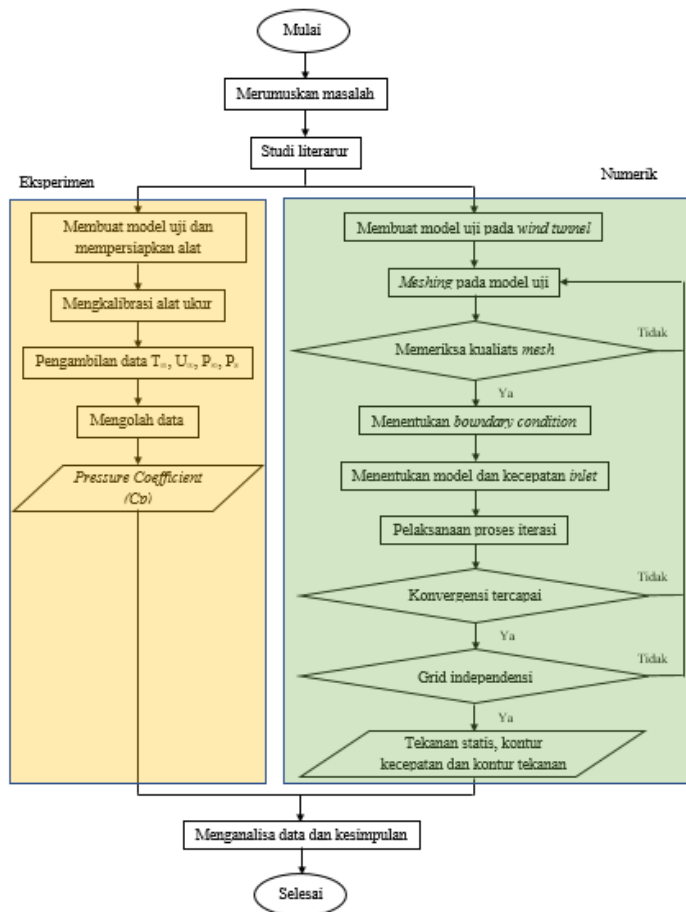 Mulai
Merumuskan masalah
Studi literarur
Eksperimen
Numerik
Membuat model uji dan
mempersiapkan alat
Mengkalibrasi alat ukur
Pengambilan data T∞, U∞, P∞, Ps
Mengolah data
Pressure Coefficient
(Cp)
Membuat model uji pada wind tunnel
Meshing pada model uji
Memeriksa kualiats mesh
Tidak
Ya
Menentukan boundary condition
Menentukan model dan kecepatan inlet
Pelaksanaan proses iterasi
Konvergensi tercapai
Tidak
Ya
Grid independensi
Tidak
Ya
Tekanan statis, kontur
kecepatan dan kontur tekanan
Menganalisa data dan kesimpulan
Selesai